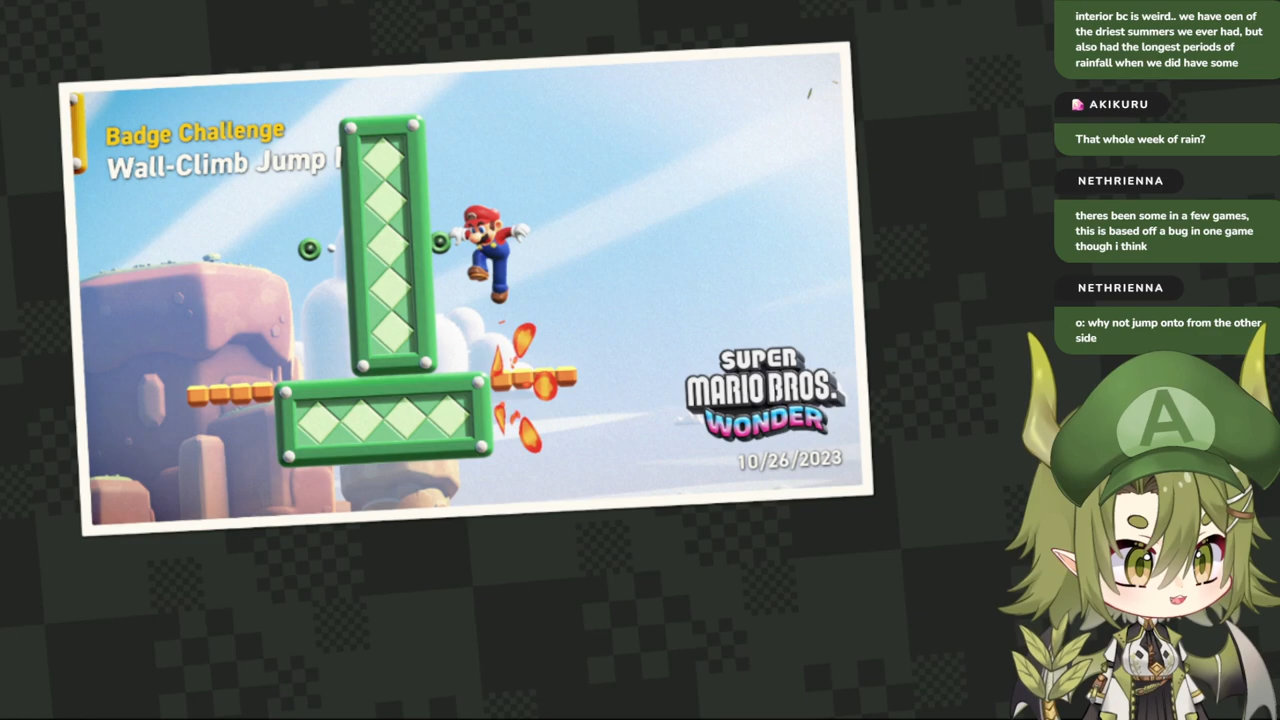 Badge Challenge
Wall-Climb Jump
SUPER
MARIO BROS.
WONDER
10/26/2023
interior bc is weird.. we have oen of
the driest summers we ever had, but
also had the longest periods of
rainfall when we did have some
AKIKURU
That whole week of rain?
NETHRIENNA
theres been some in a few games,
this is based off a bug in one game
though i think
NETHRIENNA
o: why not jump onto from the other
side
A